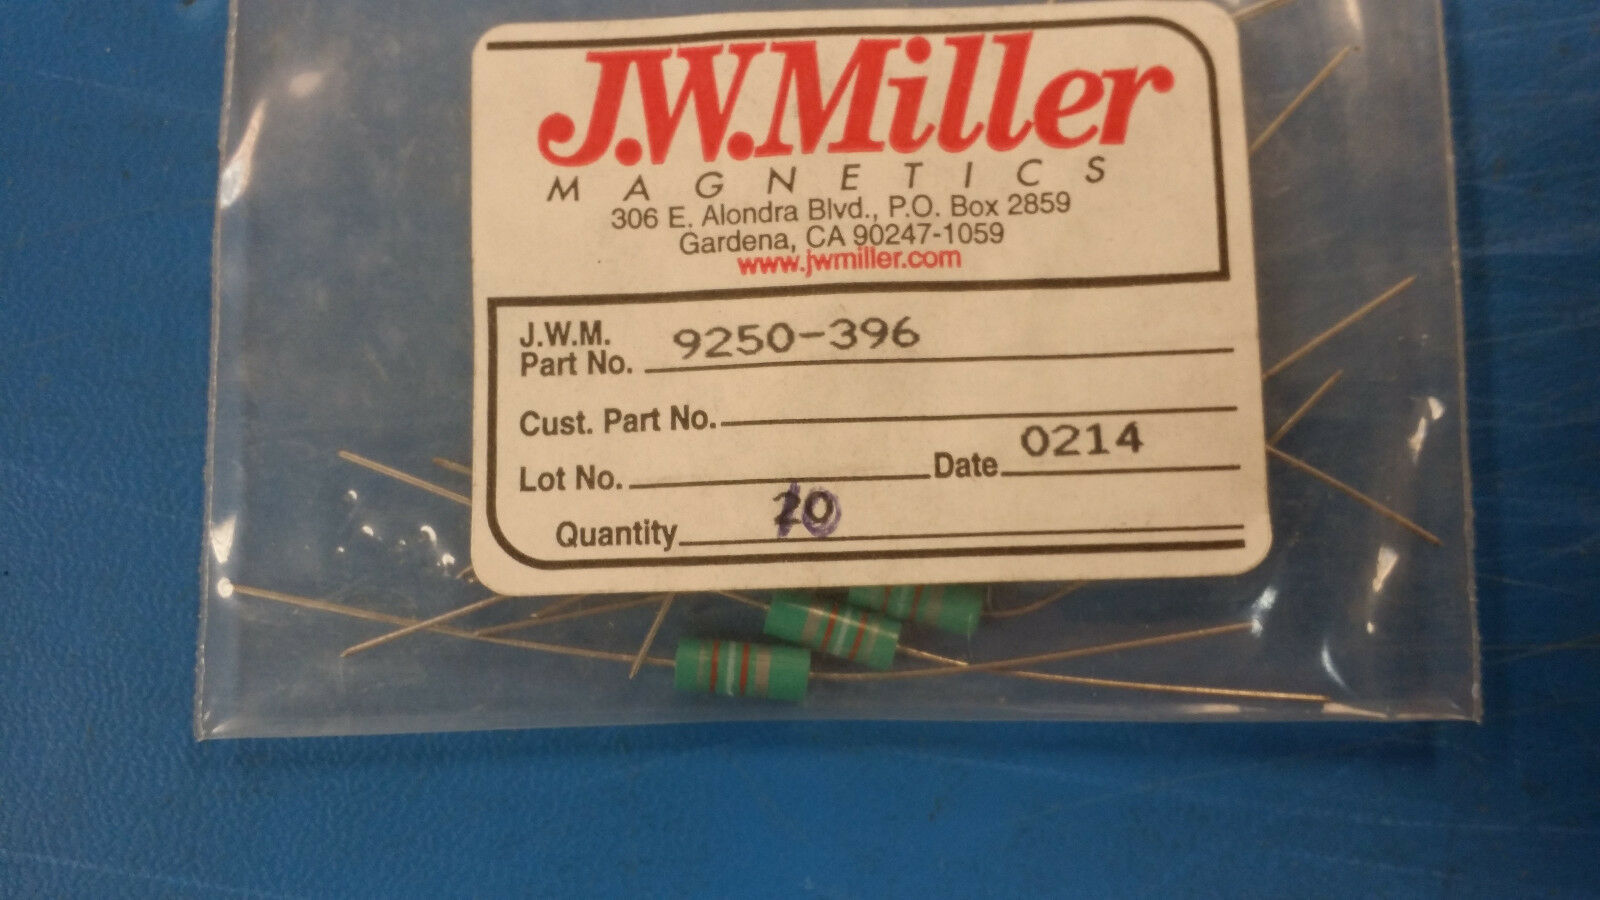 J.W.Miller
MAGNETICS
306 E. Alondra Blvd., P.O. Box 2859
Gardena, CA 90247-1059
www.jwmiller.com
J.W.M.
Part No. 9250-396
Cust. Part No.
Lot No. Date 0214
Quantity